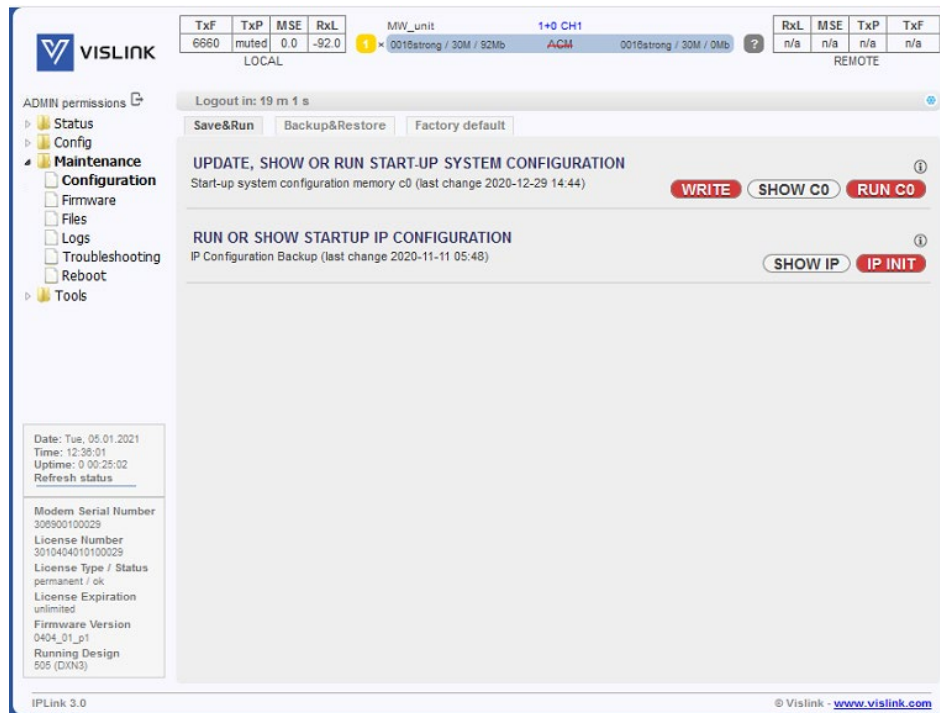 VISLINK
TxF TxP MSE RxL
6660 muted 0.0 -92.0
LOCAL
MW_unit 1+0 CH1
1 × 0016strong / 30M / 92Mb ACM 0016strong / 30M / 0Mb ?
RxL MSE TxP TxF
n/a n/a n/a n/a
REMOTE
ADMIN permissions
Status
Config
Maintenance
Configuration
Firmware
Files
Logs
Troubleshooting
Reboot
Tools
Logout in: 19 m 1 s
Save&Run Backup&Restore Factory default
UPDATE, SHOW OR RUN START-UP SYSTEM CONFIGURATION
Start-up system configuration memory c0 (last change 2020-12-29 14:44)
WRITE SHOW C0 RUN C0
RUN OR SHOW STARTUP IP CONFIGURATION
IP Configuration Backup (last change 2020-11-11 05:48)
SHOW IP IP INIT
Date: Tue, 05.01.2021
Time: 12:36:01
Uptime: 0 00:25:02
Refresh status
Modem Serial Number
306900100029
License Number
3010404010100029
License Type / Status
permanent / ok
License Expiration
unlimited
Firmware Version
0404_01_p1
Running Design
505 (DXN3)
IPLink 3.0
© Vislink - www.vislink.com